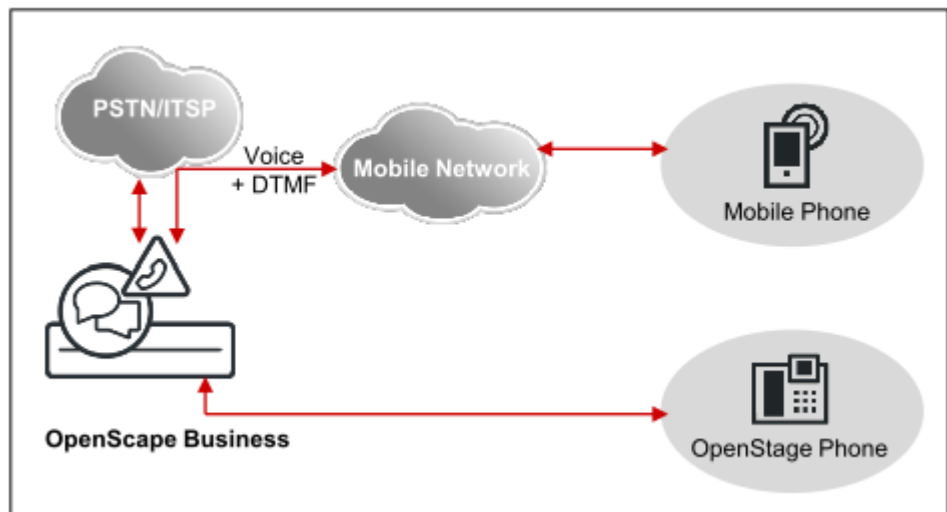 PSTN/ITSP
Voice
+ DTMF
Mobile Network
Mobile Phone
OpenScape Business
OpenStage Phone